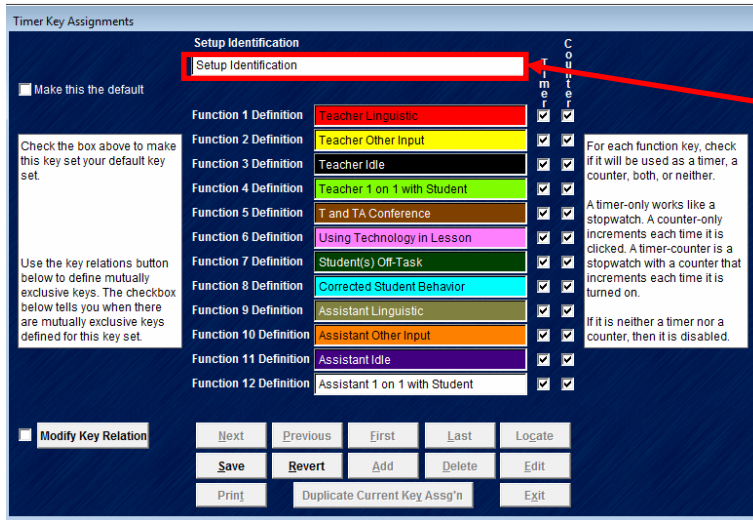 Timer Key Assignments
Setup Identification
Setup Identification
Timer
Counter
Make this the default
Check the box above to make
this key set your default key
set.
Use the key relations button
below to define mutually
exclusive keys. The checkbox
below tells you when there
are mutually exclusive keys
defined for this key set.
Function 1 Definition Teacher Linguistic
Function 2 Definition Teacher Other Input
Function 3 Definition Teacher Idle
Function 4 Definition Teacher 1 on 1 with Student
Function 5 Definition T and TA Conference
Function 6 Definition Using Technology in Lesson
Function 7 Definition Student(s) Off-Task
Function 8 Definition Corrected Student Behavior
Function 9 Definition Assistant Linguistic
Function 10 Definition Assistant Other Input
Function 11 Definition Assistant Idle
Function 12 Definition Assistant 1 on 1 with Student
For each function key, check
if it will be used as a timer, a
counter, both, or neither.
A timer-only works like a
stopwatch. A counter-only
increments each time it is
clicked. A timer-counter is a
stopwatch with a counter that
increments each time it is
turned on.
If it is neither a timer nor a
counter, then it is disabled.
Modify Key Relation
Next Previous First Last Locate
Save Revert Add Delete Edit
Print Duplicate Current Key Assg'n Exit